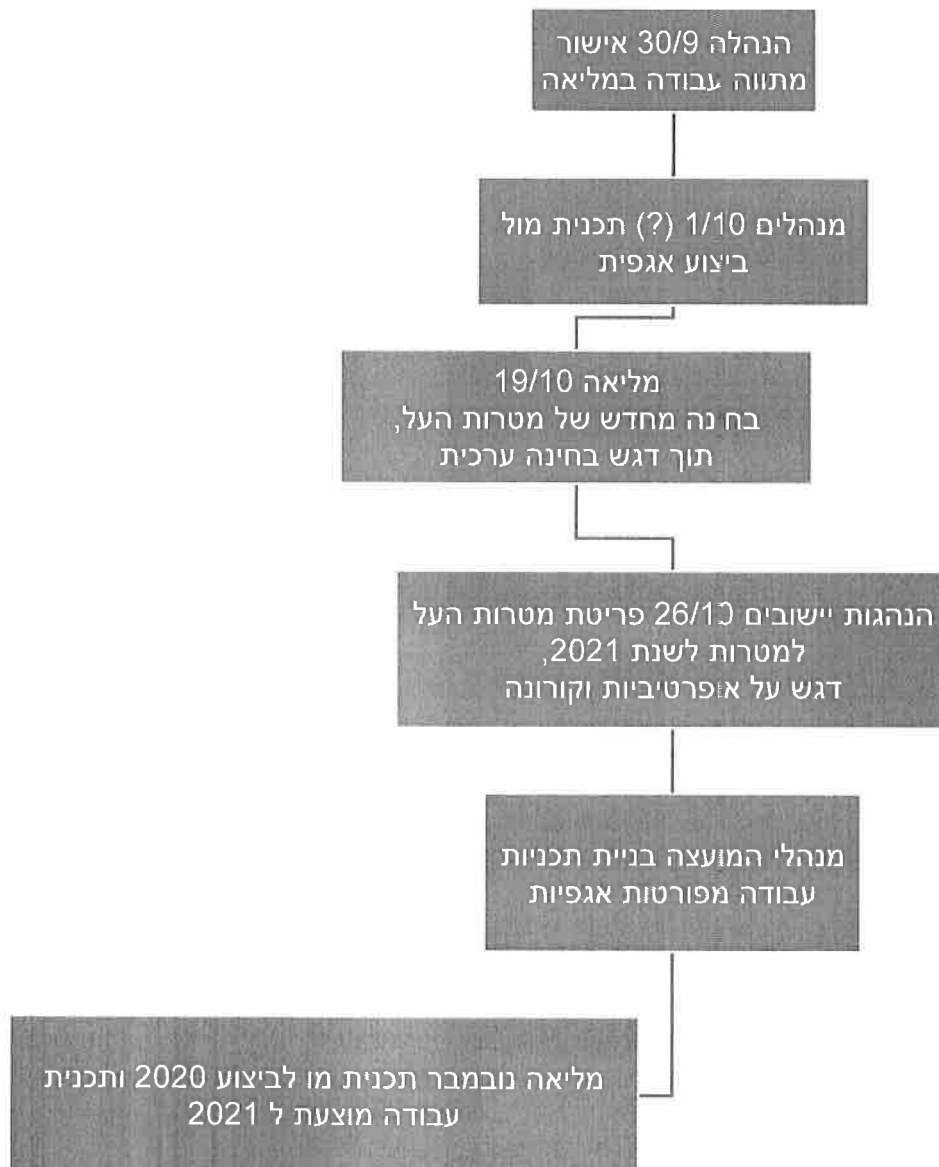 הנהלה 30/9 אישור
מתווה עבודה במליאה
מנהלים 1/10 (?) תכנית מול
ביצוע אגפית
מליאה 19/10
בח נה מחדש של מטרות העל,
תוך דגש בחינה ערכית
הנהגות יישובים 26/10 פריטת מטרות העל
למטרות לשנת 2021,
דגש על אופרטיביות וקורונה
מנהלי המועצה בניית תכניות
עבודה מפורטות אגפיות
מליאה נובמבר תכנית מו לביצוע 2020 ותכנית
עבודה מוצעת ל 2021